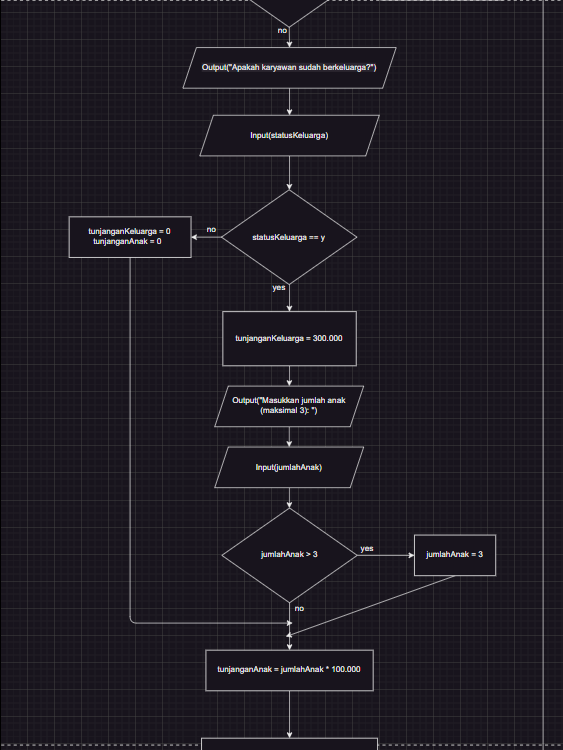 no
Output("Apakah karyawan sudah berkeluarga?")
Input(statusKeluarga)
statusKeluarga == y
no
tunjanganKeluarga = 0
tunjanganAnak = 0
yes
tunjanganKeluarga = 300.000
Output("Masukkan jumlah anak
(maksimal 3): ")
Input(jumlahAnak)
jumlahAnak > 3
yes
jumlahAnak = 3
no
tunjanganAnak = jumlahAnak * 100.000